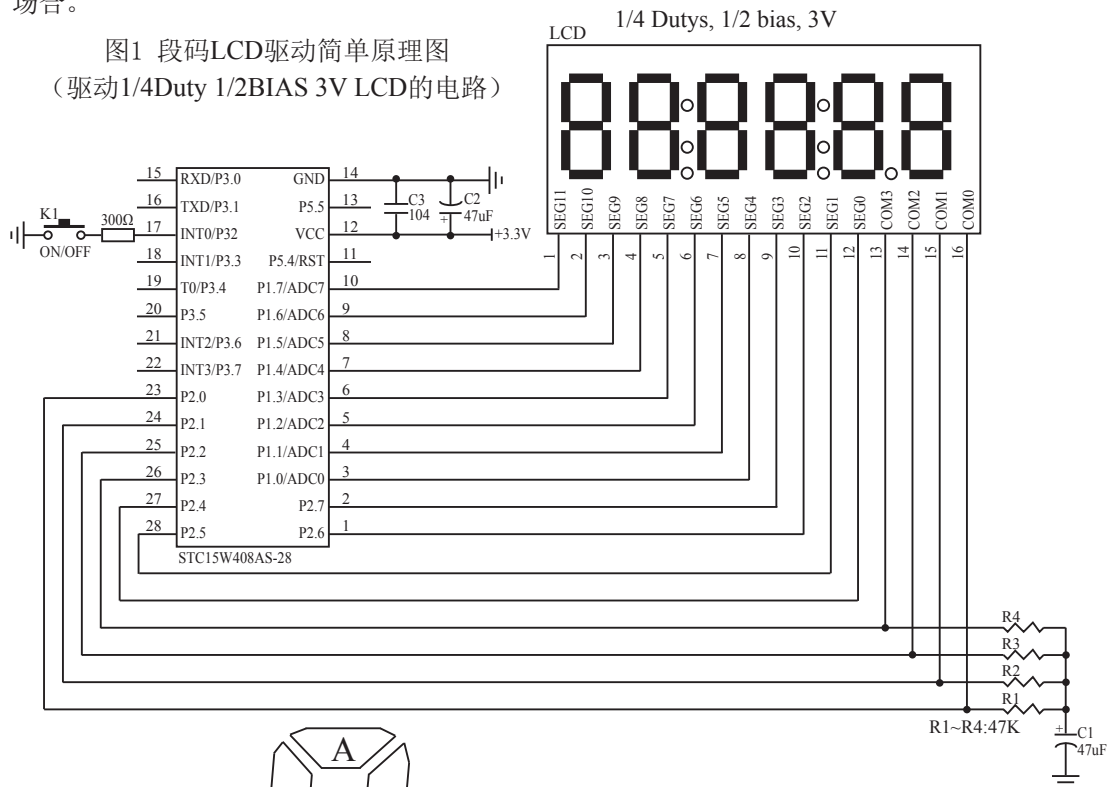 场合。
图1 段码LCD驱动简单原理图
（驱动1/4Duty 1/2BIAS 3V LCD的电路）
1/4 Dutys, 1/2 bias, 3V
LCD
SEG11
SEG10
SEG9
SEG8
SEG7
SEG6
SEG5
SEG4
SEG3
SEG2
SEG1
SEG0
COM3
COM2
COM1
COM0
1
2
3
4
5
6
7
8
9
10
11
12
13
14
15
16
K1
300Ω
ON/OFF
15 RXD/P3.0 GND 14
16 TXD/P3.1 P5.5 13
17 INT0/P32 VCC 12
18 INT1/P3.3 P5.4/RST 11
19 T0/P3.4 P1.7/ADC7 10
20 P3.5 P1.6/ADC6 9
21 INT2/P3.6 P1.5/ADC5 8
22 INT3/P3.7 P1.4/ADC4 7
23 P2.0 P1.3/ADC3 6
24 P2.1 P1.2/ADC2 5
25 P2.2 P1.1/ADC1 4
26 P2.3 P1.0/ADC0 3
27 P2.4 P2.7 2
28 P2.5 P2.6 1
STC15W408AS-28
C3
104
+
C2
47uF
+3.3V
R4
R3
R2
R1
R1~R4:47K
+
C1
47uF
A